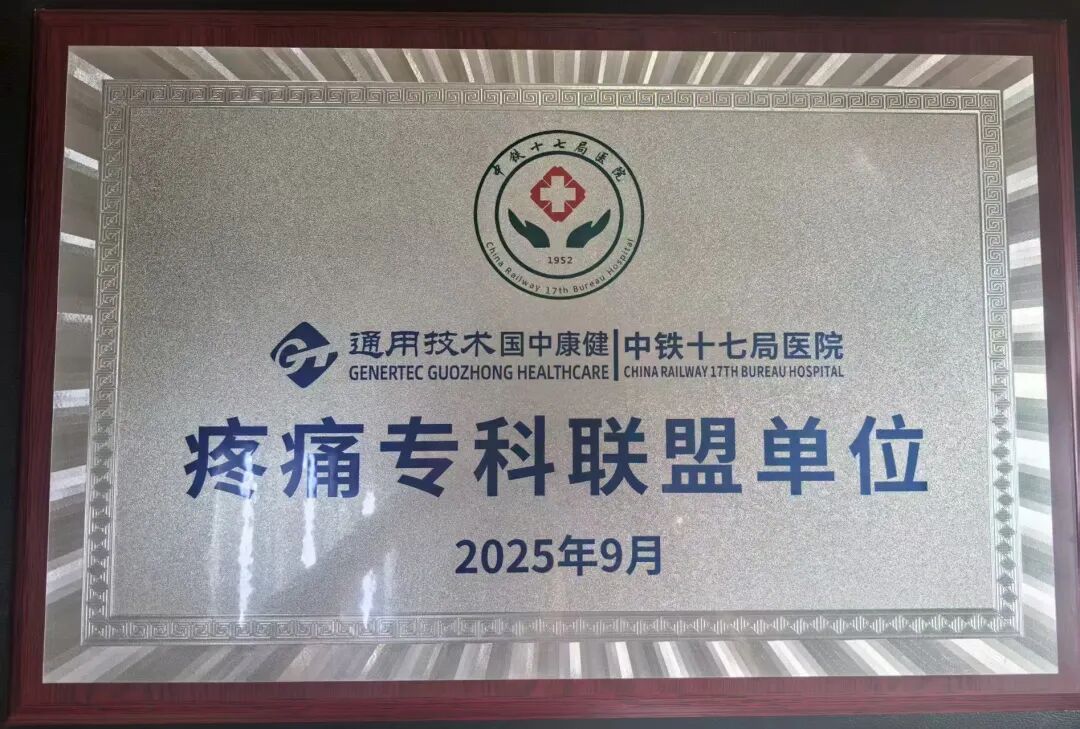 中铁十七局医院
1952
China Railway 17th Bureau Hospital
通用技术国中康健|中铁十七局医院
GENERTEC GUOZHONG HEALTHCARE CHINA RAILWAY 17TH BUREAU HOSPITAL
疼痛专科联盟单位
2025年9月